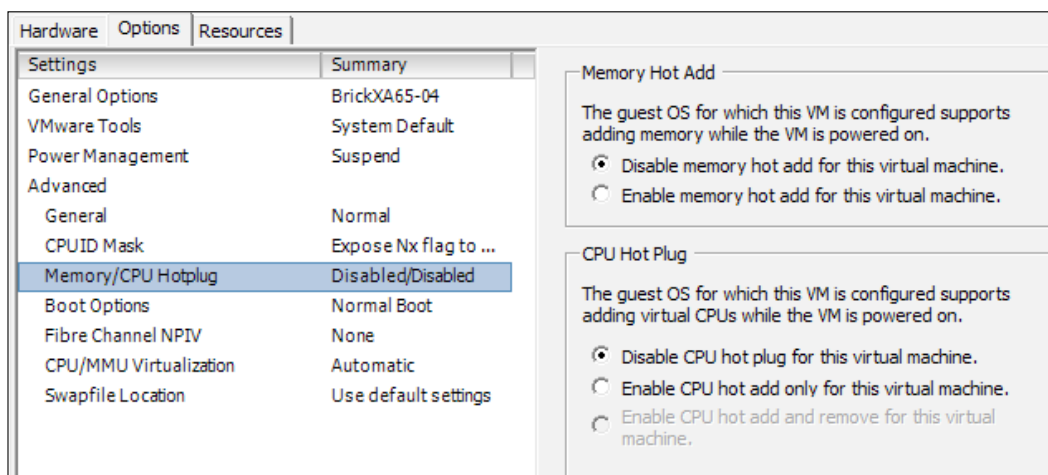 Hardware Options Resources
Settings Summary
General Options BrickXA65-04
VMware Tools System Default
Power Management Suspend
Advanced
General Normal
CPUID Mask Expose Nx flag to ...
Memory/CPU Hotplug Disabled/Disabled
Boot Options Normal Boot
Fibre Channel NPIV None
CPU/MMU Virtualization Automatic
Swapfile Location Use default settings
Memory Hot Add
The guest OS for which this VM is configured supports
adding memory while the VM is powered on.
Disable memory hot add for this virtual machine.
Enable memory hot add for this virtual machine.
CPU Hot Plug
The guest OS for which this VM is configured supports
adding virtual CPUs while the VM is powered on.
Disable CPU hot plug for this virtual machine.
Enable CPU hot add only for this virtual machine.
Enable CPU hot add and remove for this virtual
machine.